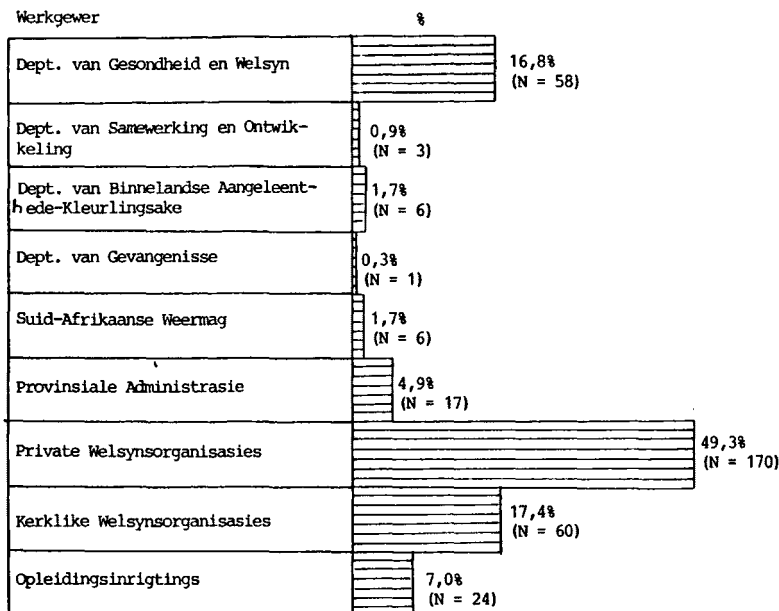 Werkgewer %
Dept. van Gesondheid en Welsyn 16,8%
(N = 58)
Dept. van Samewerking en Ontwik-
keling 0,9%
(N = 3)
Dept. van Binnelandse Aangeleent-
hede-Kleurlingsake 1,7%
(N = 6)
Dept. van Gevangenisse 0,3%
(N = 1)
Suid-Afrikaanse Weermag 1,7%
(N = 6)
Provinsiale Administrasie 4,9%
(N = 17)
Private Welsynsorganisasies 49,3%
(N = 170)
Kerklike Welsynsorganisasies 17,4%
(N = 60)
Opleidingsinrigtings 7,0%
(N = 24)